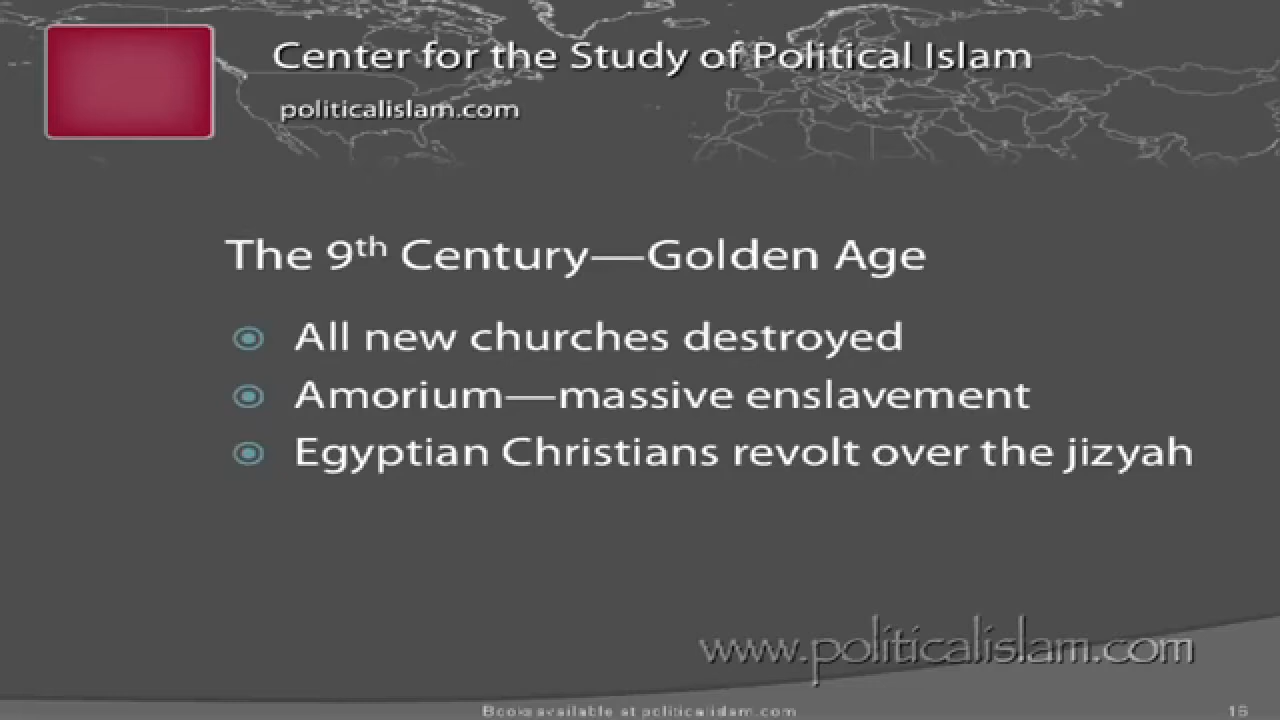 Center for the Study of Political Islam
politicalislam.com
The 9th Century—Golden Age
All new churches destroyed
Amorium—massive enslavement
Egyptian Christians revolt over the jizyah
www.politicalislam.com
Books available at politicalislam.com
16